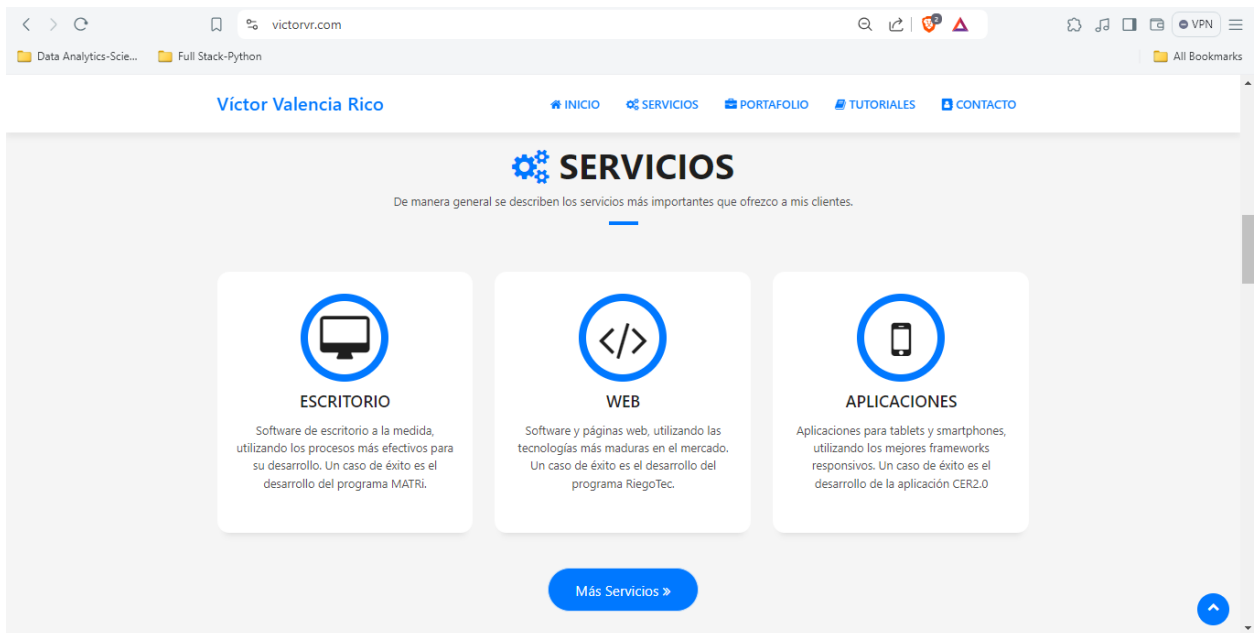 victorvr.com
2
VPN
Data Analytics-Scie...
Full Stack-Python
All Bookmarks
Víctor Valencia Rico
INICIO
SERVICIOS
PORTAFOLIO
TUTORIALES
CONTACTO
SERVICIOS
De manera general se describen los servicios más importantes que ofrezco a mis clientes.
ESCRITORIO
Software de escritorio a la medida,
utilizando los procesos más efectivos para
su desarrollo. Un caso de éxito es el
desarrollo del programa MATRi.
</>
WEB
Software y páginas web, utilizando las
tecnologías más maduras en el mercado.
Un caso de éxito es el desarrollo del
programa RiegoTec.
APLICACIONES
Aplicaciones para tablets y smartphones,
utilizando los mejores frameworks
responsivos. Un caso de éxito es el
desarrollo de la aplicación CER2.0
Más Servicios »